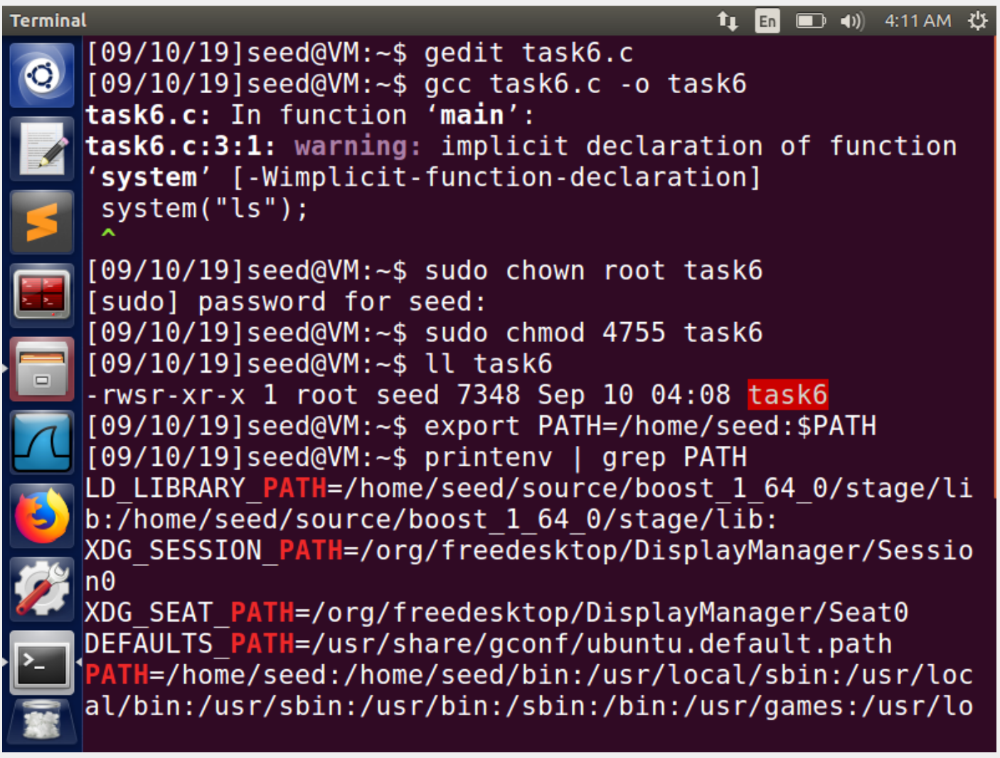 Terminal
En
4:11 AM
[09/10/19]seed@VM:~$ gedit task6.c
[09/10/19]seed@VM:~$ gcc task6.c -o task6
task6.c: In function ‘main’:
task6.c:3:1: warning: implicit declaration of function
‘system’ [-Wimplicit-function-declaration]
system("ls");
^
[09/10/19]seed@VM:~$ sudo chown root task6
[sudo] password for seed:
[09/10/19]seed@VM:~$ sudo chmod 4755 task6
[09/10/19]seed@VM:~$ ll task6
-rwsr-xr-x 1 root seed 7348 Sep 10 04:08 task6
[09/10/19]seed@VM:~$ export PATH=/home/seed:$PATH
[09/10/19]seed@VM:~$ printenv | grep PATH
LD_LIBRARY_PATH=/home/seed/source/boost_1_64_0/stage/li
b:/home/seed/source/boost_1_64_0/stage/lib:
XDG_SESSION_PATH=/org/freedesktop/DisplayManager/Sessio
n0
XDG_SEAT_PATH=/org/freedesktop/DisplayManager/Seat0
DEFAULTS_PATH=/usr/share/gconf/ubuntu.default.path
PATH=/home/seed:/home/seed/bin:/usr/local/sbin:/usr/loc
al/bin:/usr/sbin:/usr/bin:/sbin:/bin:/usr/games:/usr/lo